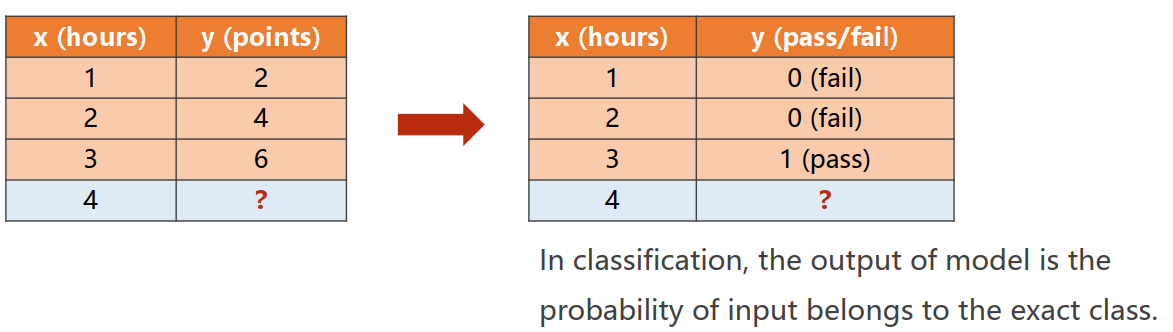 x (hours) y (points)
1 2
2 4
3 6
4 ?
x (hours) y (pass/fail)
1 0 (fail)
2 0 (fail)
3 1 (pass)
4 ?
In classification, the output of model is the
probability of input belongs to the exact class.